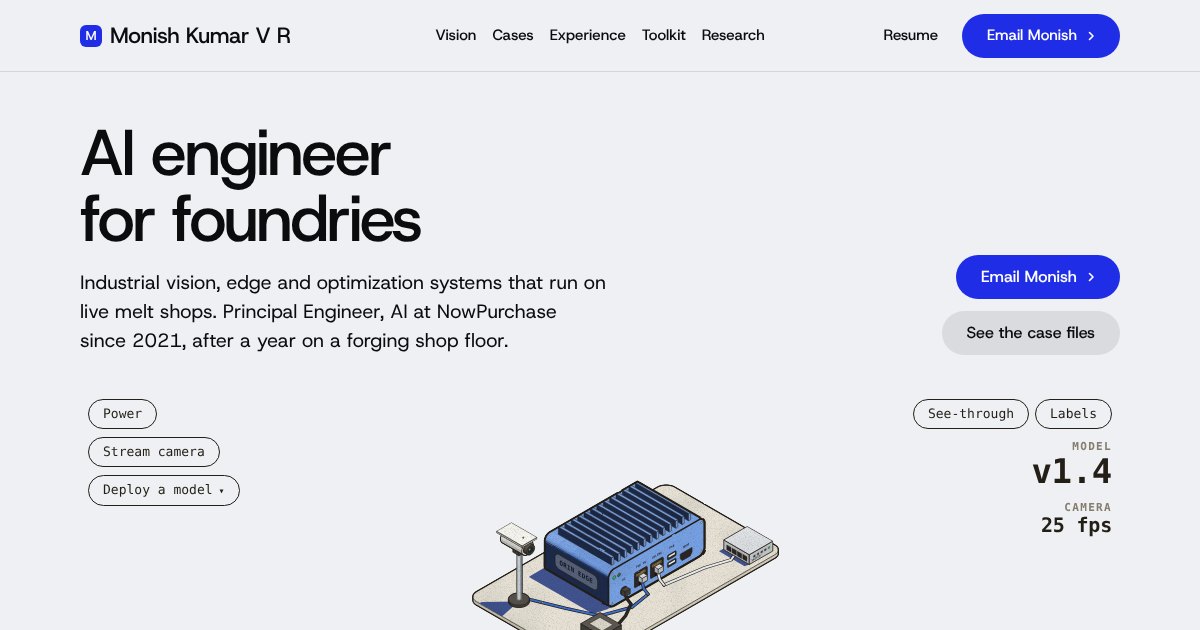 M Monish Kumar V R
Vision Cases Experience Toolkit Research
Resume
Email Monish
AI engineer
for foundries
Industrial vision, edge and optimization systems that run on
live melt shops. Principal Engineer, AI at NowPurchase
since 2021, after a year on a forging shop floor.
Email Monish
See the case files
Power
Stream camera
Deploy a model
See-through
Labels
MODEL
v1.4
CAMERA
25 fps
ORIN EDGE